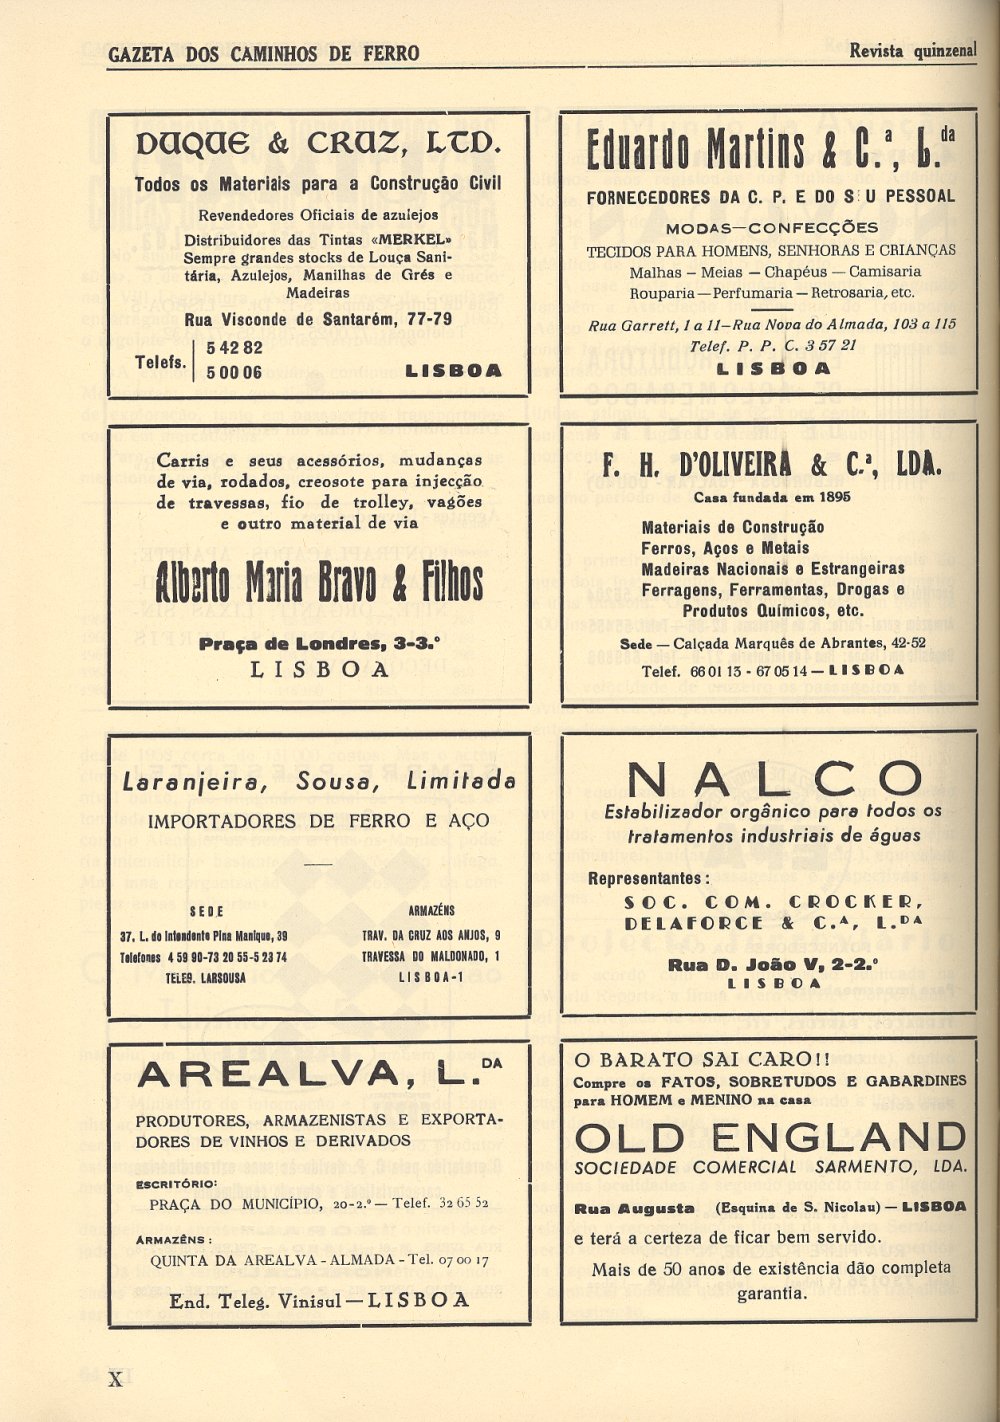 GAZETA DOS CAMINHOS DE FERRO
Revista quinzenal
DUQUE & CRUZ, LTD.
Todos os Materiais para a Construção Civil
Revendedores Oficiais de azulejos
Distribuidores das Tintas «MERKEL»
Sempre grandes stocks de Louça Sani-
tária, Azulejos, Manilhas de Grés e
Madeiras
Rua Visconde de Santarém, 77-79
Telefs. 5 42 82
5 00 06
LISBOA
Eduardo Martins & C.ª, L.da
FORNECEDORES DA C. P. E DO S U PESSOAL
MODAS—CONFECÇÕES
TECIDOS PARA HOMENS, SENHORAS E CRIANÇAS
Malhas – Meias – Chapéus – Camisaria
Rouparia—Perfumaria – Retrosaria, etc.
Rua Garrett, 1 a 11–Rua Nova do Almada, 103 a 115
Telef. P. P. C. 3 57 21
LISBOA
Carris e seus acessórios, mudanças
de via, rodados, creosote para injecção
de travessas, fio de trolley, vagões
e outro material de via
Alberto Maria Bravo & Filhos
Praça de Londres, 3-3.º
LISBOA
F. H. D'OLIVEIRA & C.ª, LDA.
Casa fundada em 1895
Materiais de Construção
Ferros, Aços e Metais
Madeiras Nacionais e Estrangeiras
Ferragens, Ferramentas, Drogas e
Produtos Químicos, etc.
Sede — Calçada Marquês de Abrantes, 42-52
Telef. 66 01 13 - 67 05 14 — LISBOA
Laranjeira, Sousa, Limitada
IMPORTADORES DE FERRO E AÇO
SEDE
37, L. do Intendente Pina Manique, 39
Telefones 4 59 90-73 20 55-5 23 74
TELEG. LARSOUSA
ARMAZÉNS
TRAV. DA CRUZ AOS ANJOS, 9
TRAVESSA DO MALDONADO, 1
LISBOA-1
NALCO
Estabilizador orgânico para todos os
tratamentos industriais de águas
Representantes:
SOC. COM. CROCKER,
DELAFORCE & C.ᴬ, L.ᴰᴬ
Rua D. João V, 2-2.º
LISBOA
AREALVA, L.DA
PRODUTORES, ARMAZENISTAS E EXPORTA-
DORES DE VINHOS E DERIVADOS
ESCRITÓRIO:
PRAÇA DO MUNICÍPIO, 20-2.º — Telef. 32 65 52
ARMAZÉNS:
QUINTA DA AREALVA - ALMADA - Tel. 07 00 17
End. Teleg. Vinisul — LISBOA
O BARATO SAI CARO!!
Compre os FATOS, SOBRETUDOS E GABARDINES
para HOMEM e MENINO na casa
OLD ENGLAND
SOCIEDADE COMERCIAL SARMENTO, LDA.
Rua Augusta (Esquina de S. Nicolau) — LISBOA
e terá a certeza de ficar bem servido.
Mais de 50 anos de existência dão completa
garantia.
X